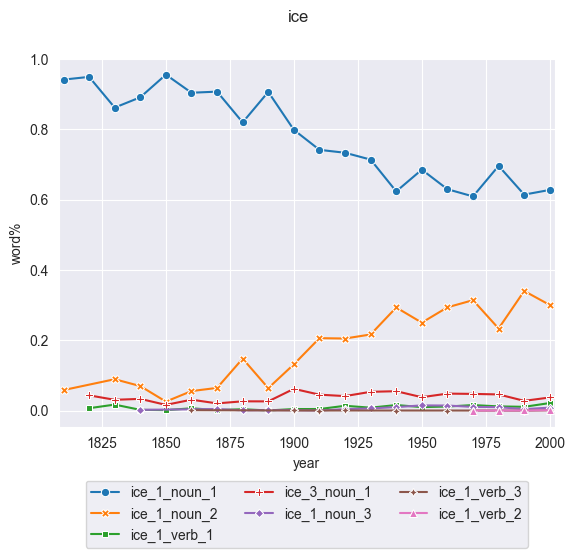 ice
1.0
0.8
0.6
0.4
0.2
0.0
word%
1825 1850 1875 1900 1925 1950 1975 2000
year
ice_1_noun_1 ice_3_noun_1 ice_1_verb_3
ice_1_noun_2 ice_1_noun_3 ice_1_verb_2
ice_1_verb_1